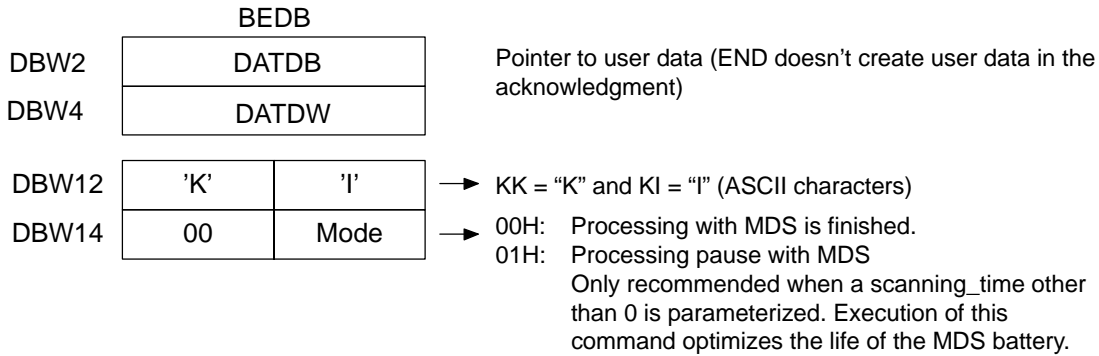 BEDB
DBW2 DATDB Pointer to user data (END doesn’t create user data in the
DBW4 DATDW acknowledgment)
DBW12 ’K’ ’I’ KK = “K” and KI = “I” (ASCII characters)
DBW14 00 Mode 00H: Processing with MDS is finished.
01H: Processing pause with MDS
Only recommended when a scanning_time other
than 0 is parameterized. Execution of this
command optimizes the life of the MDS battery.